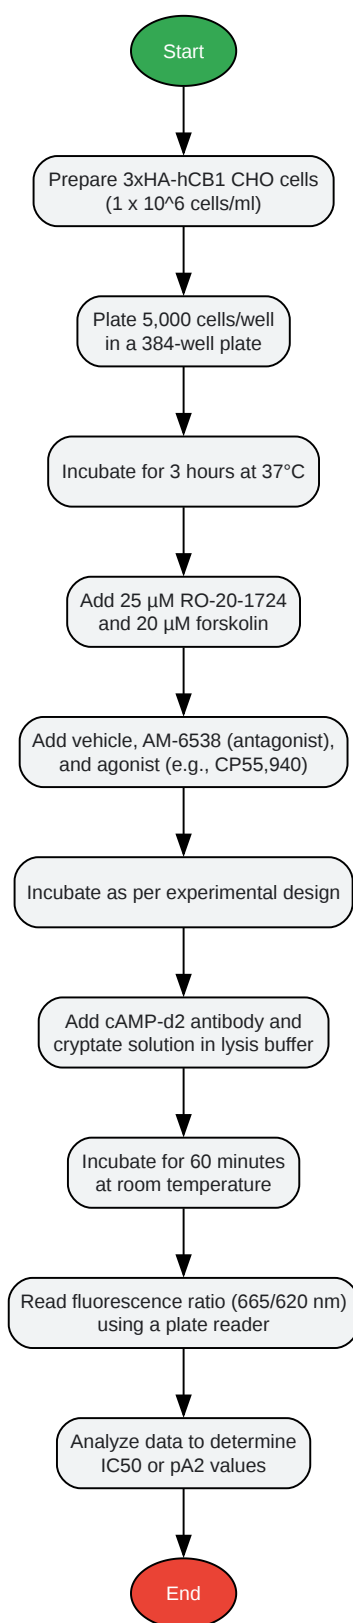 Start
Prepare 3xHA-hCB1 CHO cells
(1 x 10^6 cells/ml)
Plate 5,000 cells/well
in a 384-well plate
Incubate for 3 hours at 37°C
Add 25 µM RO-20-1724
and 20 µM forskolin
Add vehicle, AM-6538 (antagonist),
and agonist (e.g., CP55,940)
Incubate as per experimental design
Add cAMP-d2 antibody and
cryptate solution in lysis buffer
Incubate for 60 minutes
at room temperature
Read fluorescence ratio (665/620 nm)
using a plate reader
Analyze data to determine
IC50 or pA2 values
End